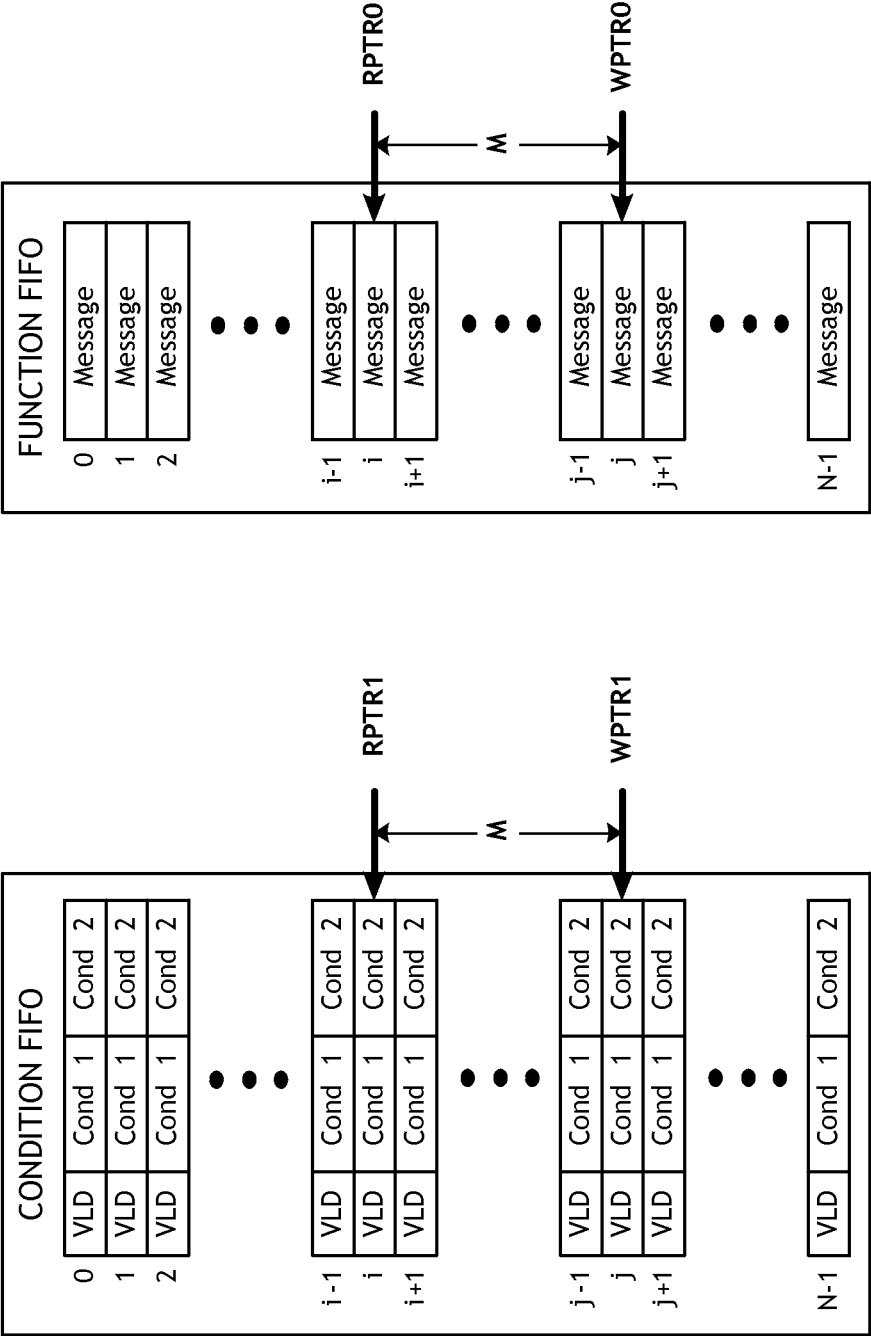 CONDITION FIFO
0 VLD Cond 1 Cond 2
1 VLD Cond 1 Cond 2
2 VLD Cond 1 Cond 2
i-1 VLD Cond 1 Cond 2
i VLD Cond 1 Cond 2
i+1 VLD Cond 1 Cond 2
j-1 VLD Cond 1 Cond 2
j VLD Cond 1 Cond 2
j+1 VLD Cond 1 Cond 2
N-1 VLD Cond 1 Cond 2
RPTR1
M
WPTR1
FUNCTION FIFO
0 Message
1 Message
2 Message
i-1 Message
i Message
i+1 Message
j-1 Message
j Message
j+1 Message
N-1 Message
RPTR0
M
WPTR0